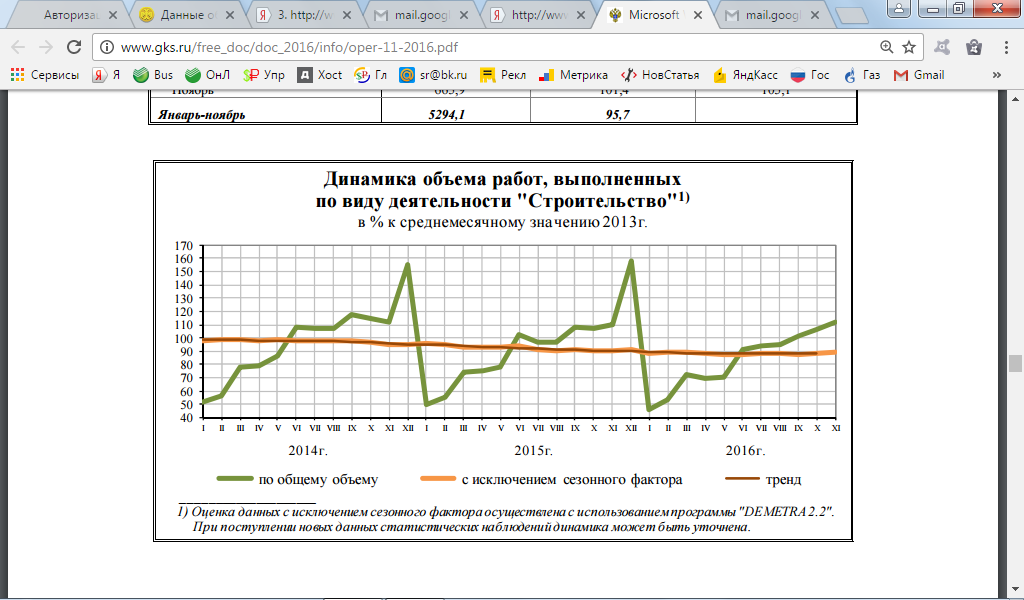 Авториза
Данные о
3. http://w
mail.googl
http://ww
Microsoft
mail.googl
www.gks.ru/free_doc/doc_2016/info/oper-11-2016.pdf
Сервисы Я Bus ОнЛ Упр Хост Гл sr@bk.ru Рекл Метрика НовСтатья ЯндКасс Гос Газ Gmail »
Январь-ноябрь 5294,1 95,7
Динамика объема работ, выполненных
по виду деятельности "Строительство"1)
в % к среднемесячному значению 2013г.
170
160
150
140
130
120
110
100
90
80
70
60
50
40
I II III IV V VI VII VIII IX X XI XII I II III IV V VI VII VIII IX X XI XII I II III IV V VI VII VIII IX X XI
2014г. 2015г. 2016г.
по общему объему с исключением сезонного фактора тренд
1) Оценка данных с исключением сезонного фактора осуществлена с использованием программы "DEMETRA 2.2".
При поступлении новых данных статистических наблюдений динамика может быть уточнена.